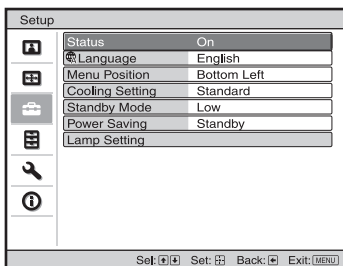 Setup
Status On
Language English
Menu Position Bottom Left
Cooling Setting Standard
Standby Mode Low
Power Saving Standby
Lamp Setting
Sel: Set: Back: Exit: MENU